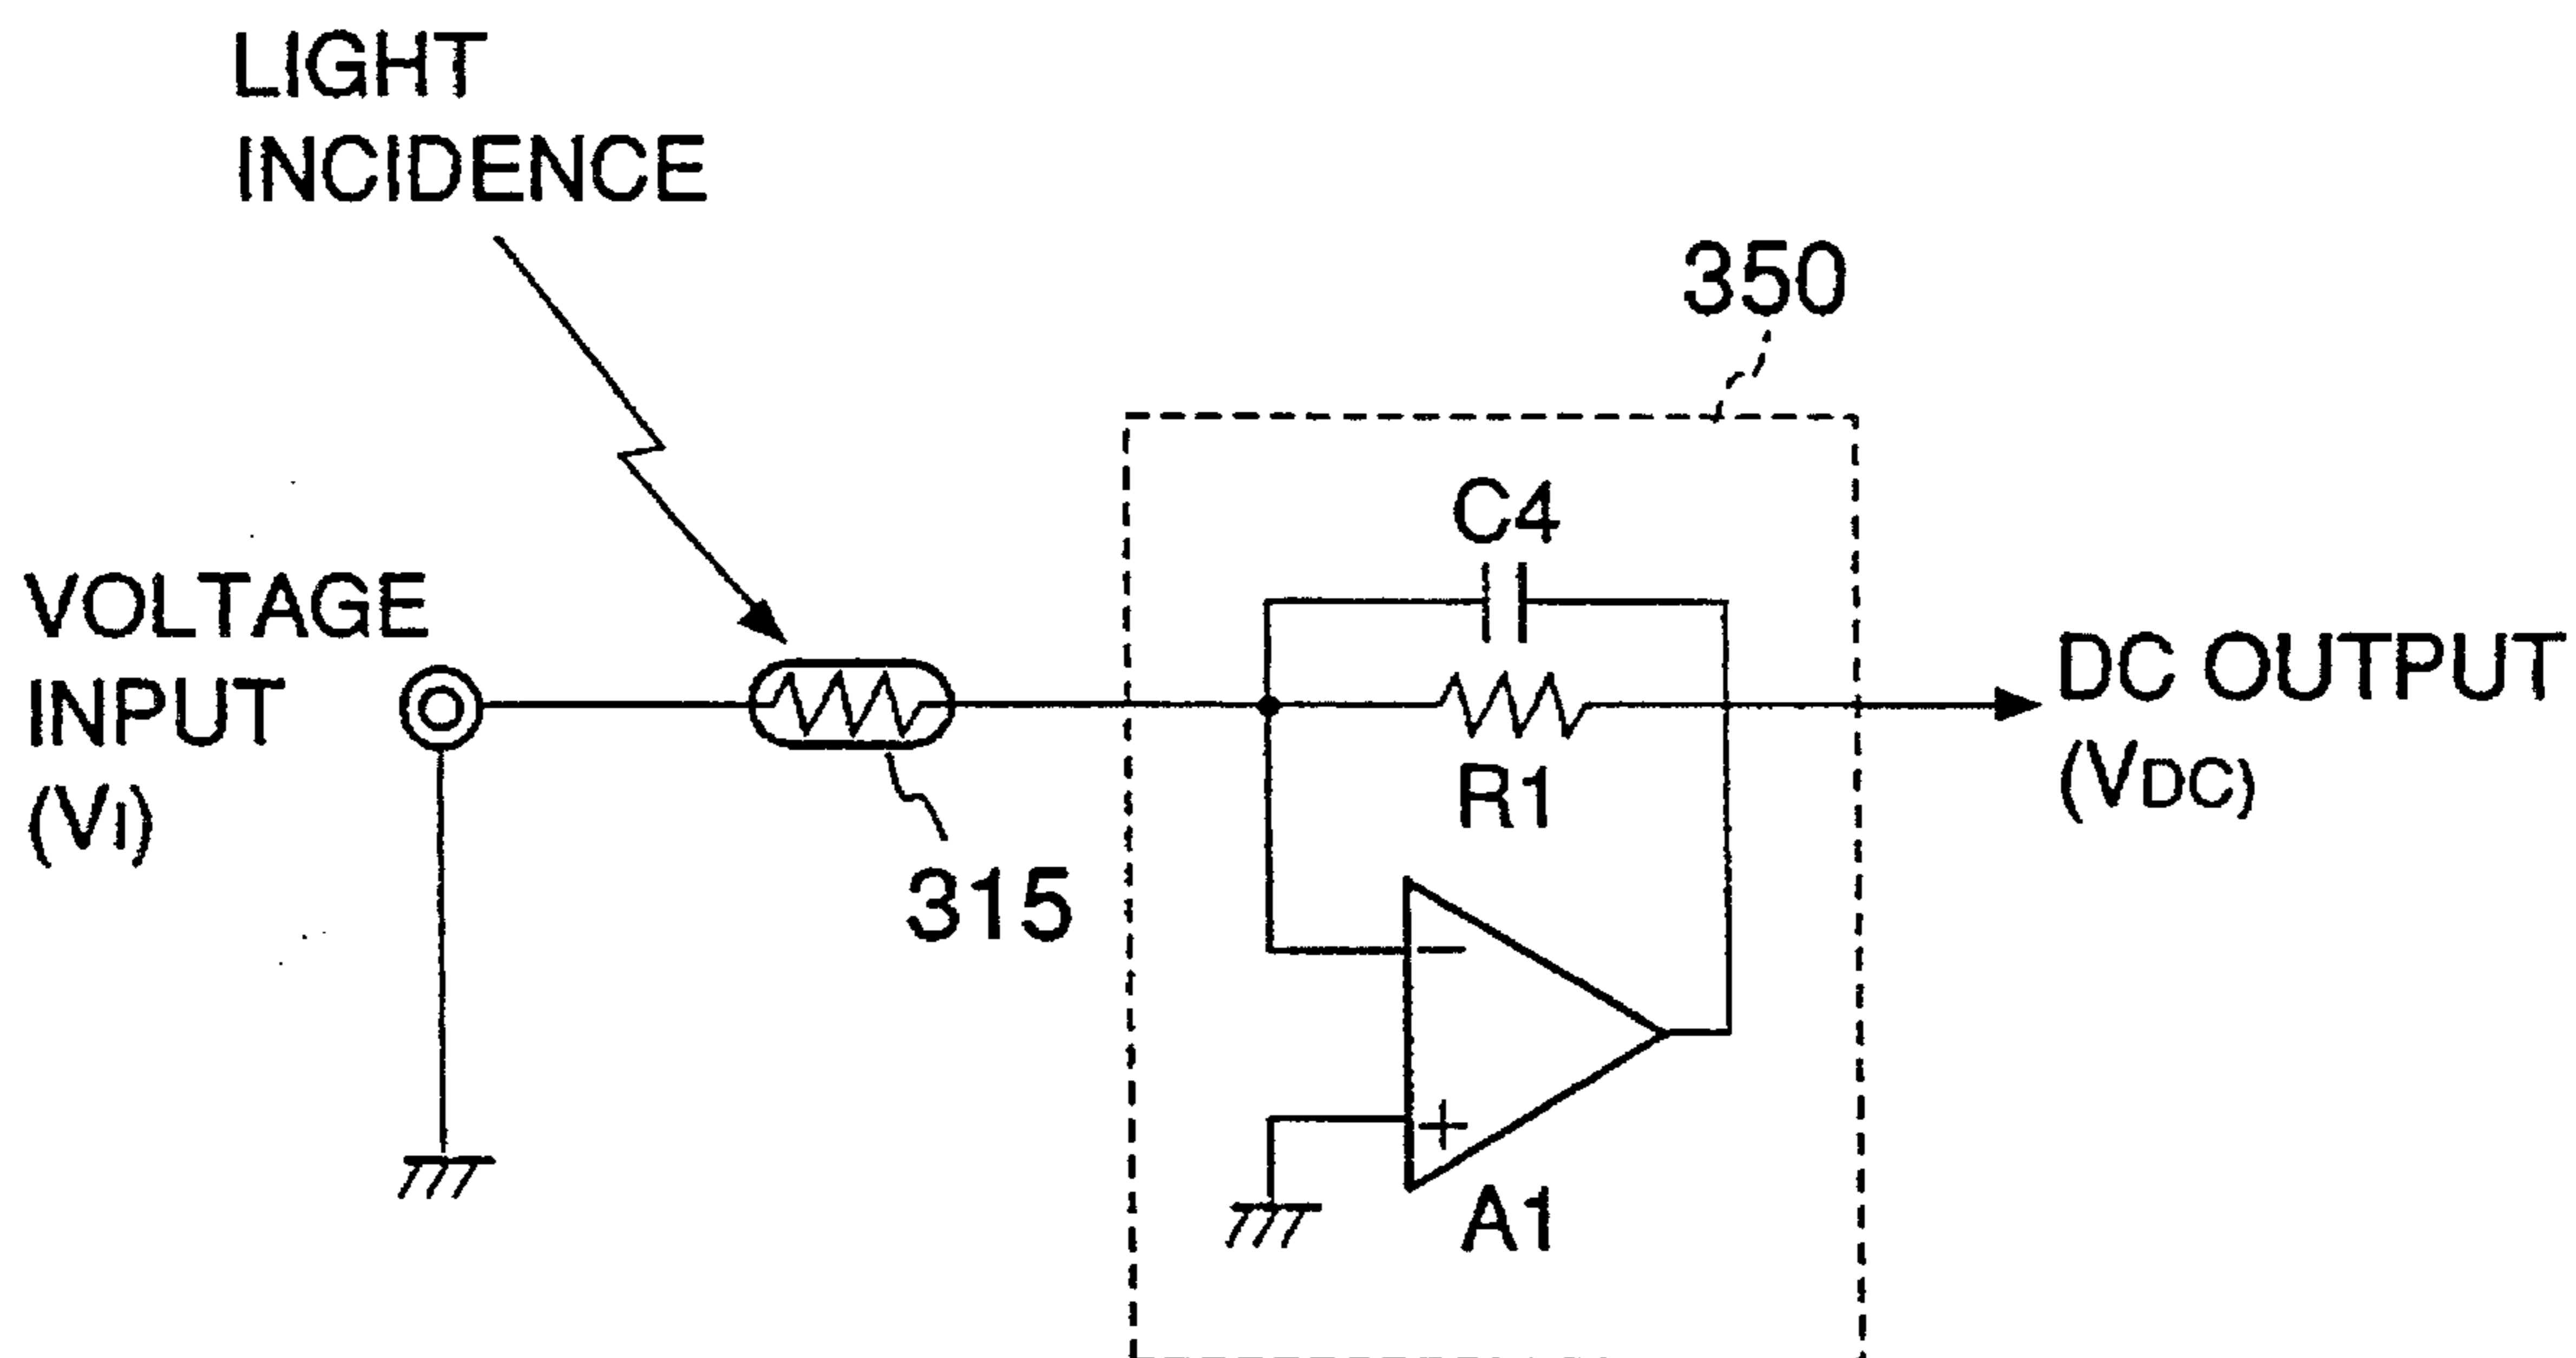 LIGHT
INCIDENCE
350
C4
VOLTAGE
INPUT
(VI)
DC OUTPUT
(VDC)
R1
315
−
+
A1